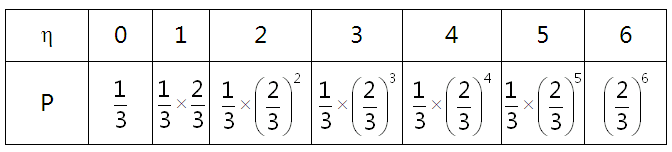 η 0 1 2 3 4 5 6
P 1/3 1/3×2/3 1/3×(2/3)^2 1/3×(2/3)^3 1/3×(2/3)^4 1/3×(2/3)^5 (2/3)^6